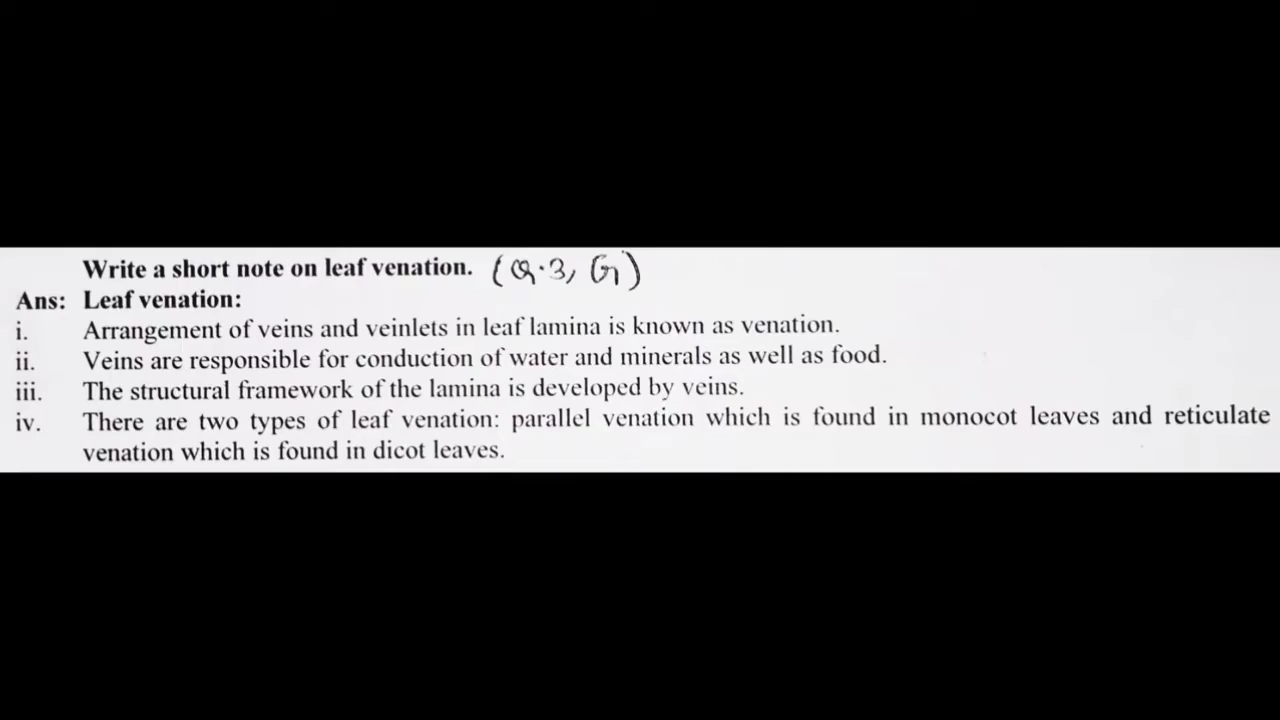 Write a short note on leaf venation. (Q.3, G)
Ans: Leaf venation:
i. Arrangement of veins and veinlets in leaf lamina is known as venation.
ii. Veins are responsible for conduction of water and minerals as well as food.
iii. The structural framework of the lamina is developed by veins.
iv. There are two types of leaf venation: parallel venation which is found in monocot leaves and reticulate
venation which is found in dicot leaves.